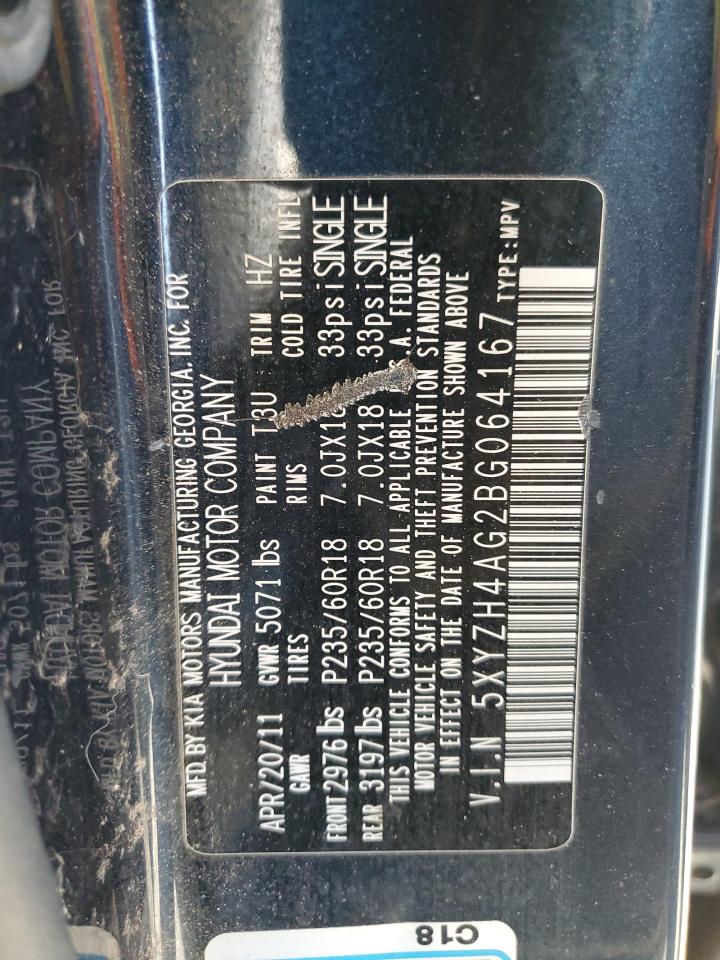 MFD BY KIA MOTORS MANUFACTURING GEORGIA, INC. FOR
HYUNDAI MOTOR COMPANY
APR/20/11 GVWR 5071 lbs PAINT T3U TRIM HZ
GAWR TIRES RIMS COLD TIRE INFL
FRONT 2976 lbs P235/60R18 7.0JX18 33psi SINGLE
REAR 3197 lbs P235/60R18 7.0JX18 33psi SINGLE
THIS VEHICLE CONFORMS TO ALL APPLICABLE .A. FEDERAL
MOTOR VEHICLE SAFETY AND THEFT PREVENTION STANDARDS
IN EFFECT ON THE DATE OF MANUFACTURE SHOWN ABOVE
V.I.N 5XYZH4AG2BG064167 TYPE:MPV
C18